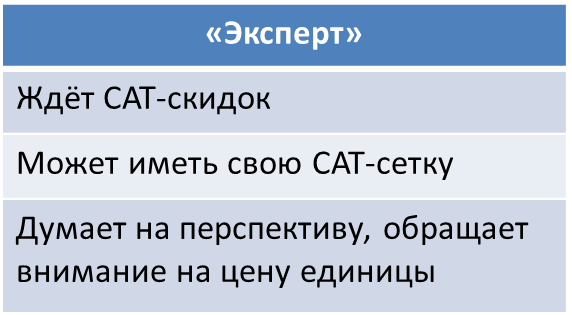 «Эксперт»
Ждёт CAT-скидок
Может иметь свою CAT-сетку
Думает на перспективу, обращает
внимание на цену единицы